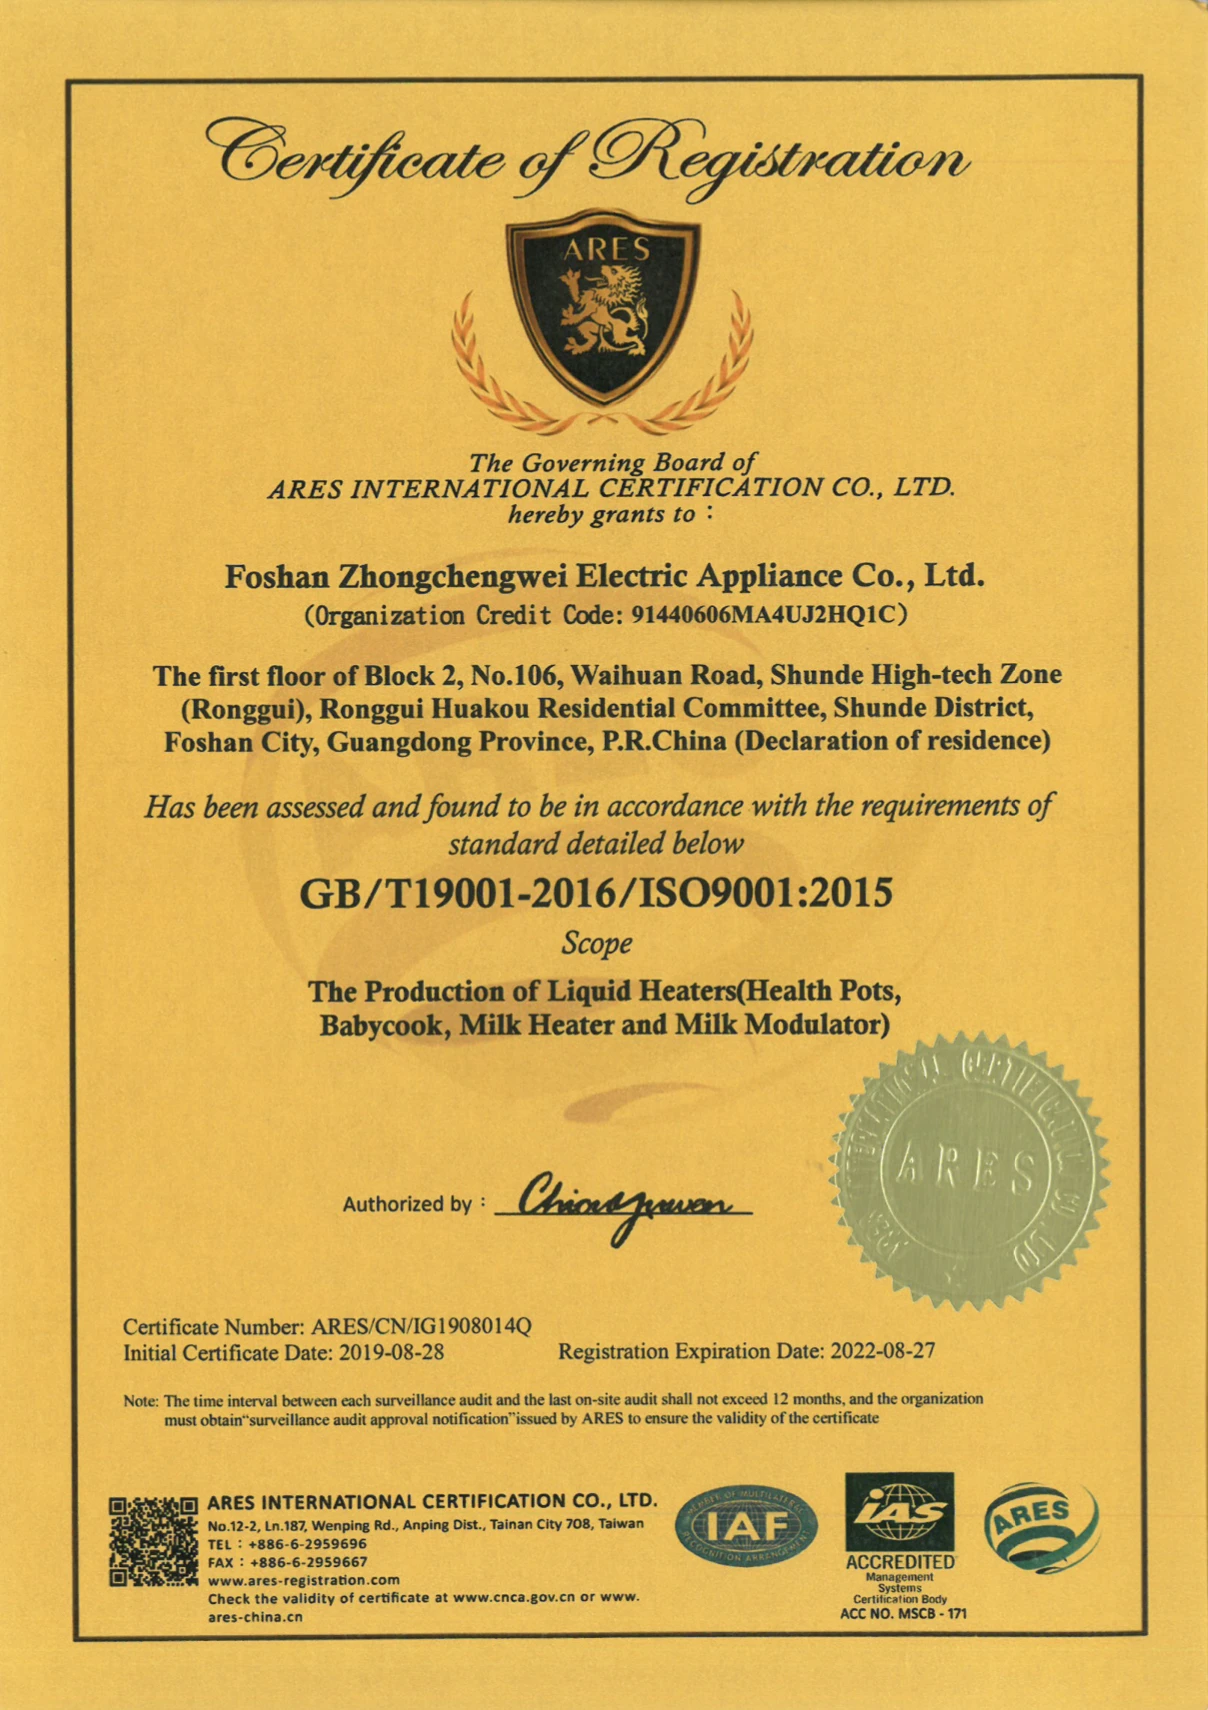 Certificate of Registration
ARES
The Governing Board of
ARES INTERNATIONAL CERTIFICATION CO., LTD.
hereby grants to：
Foshan Zhongchengwei Electric Appliance Co., Ltd.
(Organization Credit Code: 91440606MA4UJ2HQ1C)
The first floor of Block 2, No.106, Waihuan Road, Shunde High-tech Zone
(Ronggui), Ronggui Huakou Residential Committee, Shunde District,
Foshan City, Guangdong Province, P.R.China (Declaration of residence)
Has been assessed and found to be in accordance with the requirements of
standard detailed below
GB/T19001-2016/ISO9001:2015
Scope
The Production of Liquid Heaters(Health Pots,
Babycook, Milk Heater and Milk Modulator)
ARES INTERNATIONAL CERTIFICATION CO., LTD
ARES
Authorized by：
Certificate Number: ARES/CN/IG1908014Q
Initial Certificate Date: 2019-08-28
Registration Expiration Date: 2022-08-27
Note: The time interval between each surveillance audit and the last on-site audit shall not exceed 12 months, and the organization
must obtain“surveillance audit approval notification”issued by ARES to ensure the validity of the certificate
ARES INTERNATIONAL CERTIFICATION CO., LTD.
No.12-2, Ln.187, Wenping Rd., Anping Dist., Tainan City 708, Taiwan
TEL：+886-6-2959696
FAX：+886-6-2959667
www.ares-registration.com
Check the validity of certificate at www.cnca.gov.cn or www.
ares-china.cn
MEMBER OF MULTILATERAL
IAF
RECOGNITION ARRANGEMENT
IAS
ACCREDITED
Management
Systems
Certification Body
ACC NO. MSCB - 171
ARES